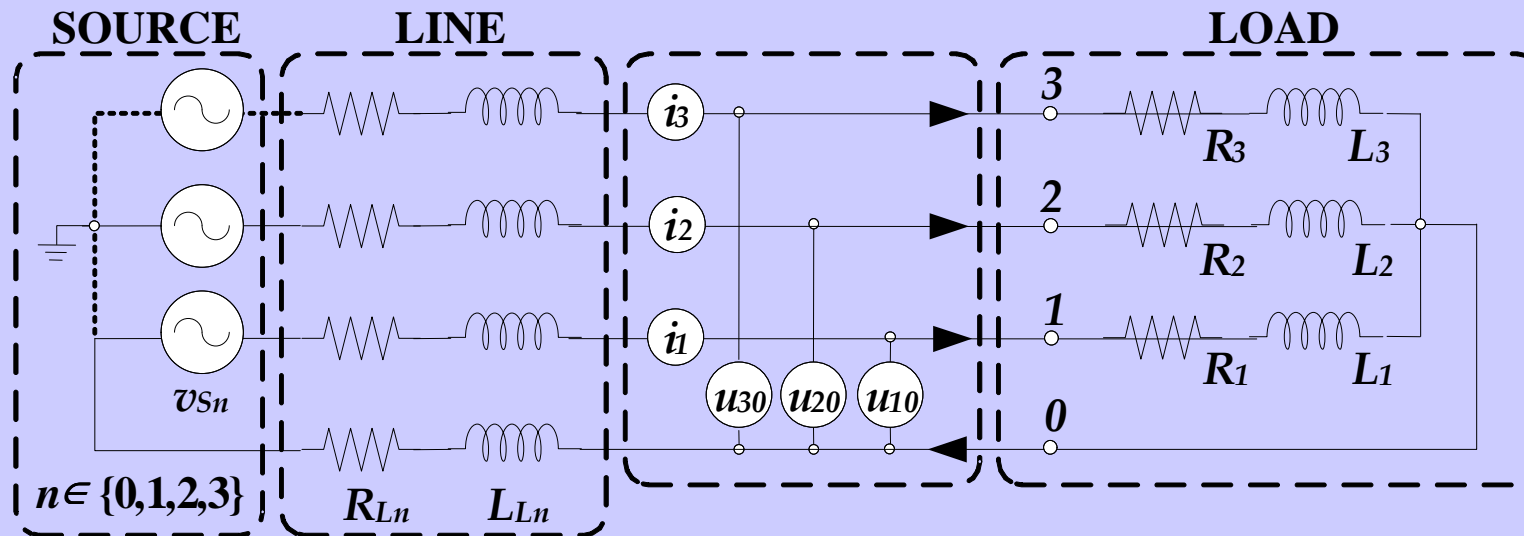 SOURCE LINE LOAD
i3 3
R3 L3
i2 2
R2 L2
i1 1
R1 L1
vSn u30 u20 u10
0
n∈ {0,1,2,3} RLn LLn